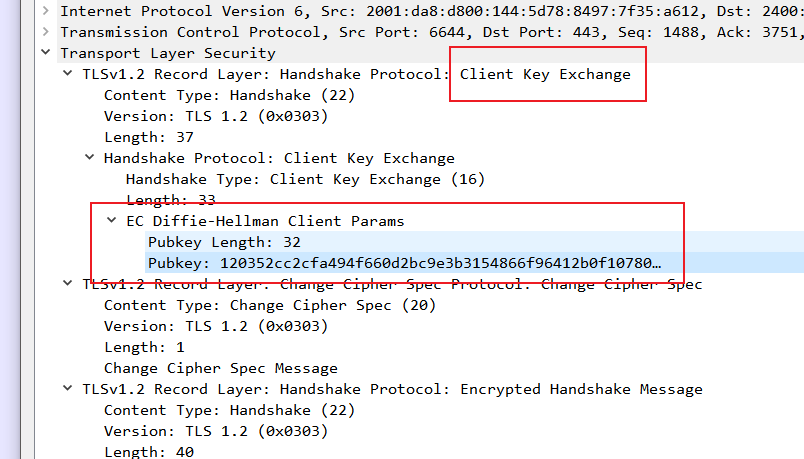 Internet Protocol Version 6, Src: 2001:da8:d800:144:5d78:8497:7f35:a612, Dst: 2400:
Transmission Control Protocol, Src Port: 6644, Dst Port: 443, Seq: 1488, Ack: 3751,
Transport Layer Security
TLSv1.2 Record Layer: Handshake Protocol: Client Key Exchange
Content Type: Handshake (22)
Version: TLS 1.2 (0x0303)
Length: 37
Handshake Protocol: Client Key Exchange
Handshake Type: Client Key Exchange (16)
Length: 33
EC Diffie-Hellman Client Params
Pubkey Length: 32
Pubkey: 120352cc2cfa494f660d2bc9e3b3154866f96412b0f10780…
TLSv1.2 Record Layer: Change Cipher Spec Protocol: Change Cipher Spec
Content Type: Change Cipher Spec (20)
Version: TLS 1.2 (0x0303)
Length: 1
Change Cipher Spec Message
TLSv1.2 Record Layer: Handshake Protocol: Encrypted Handshake Message
Content Type: Handshake (22)
Version: TLS 1.2 (0x0303)
Length: 40